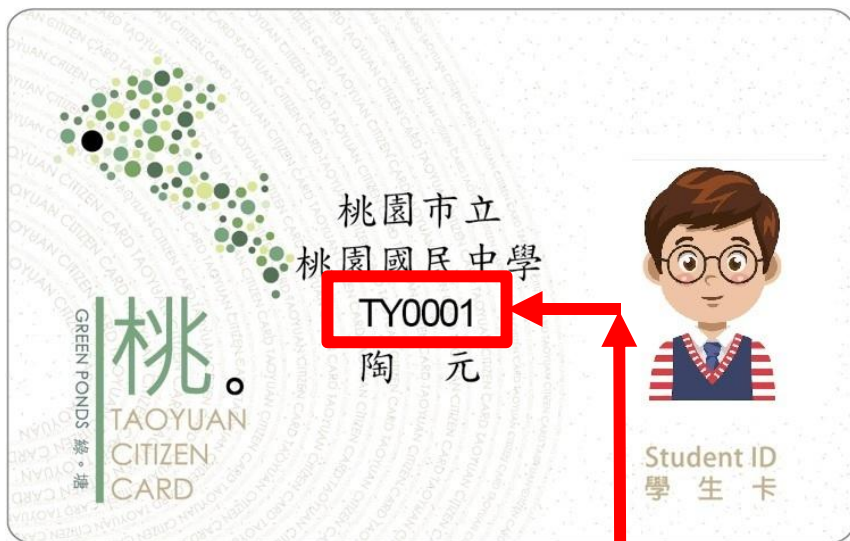 桃園市立
桃園國民中學
TY0001
陶 元
GREEN PONDS 綠。塘
桃。
TAOYUAN
CITIZEN
CARD
Student ID
學 生 卡